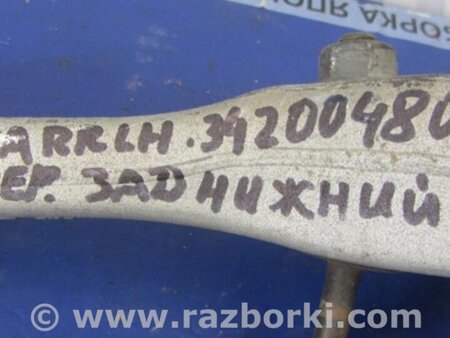 ARRLH.34200480
ЕР. ЗАД НИЖНИЙ
© www.razborki.com/